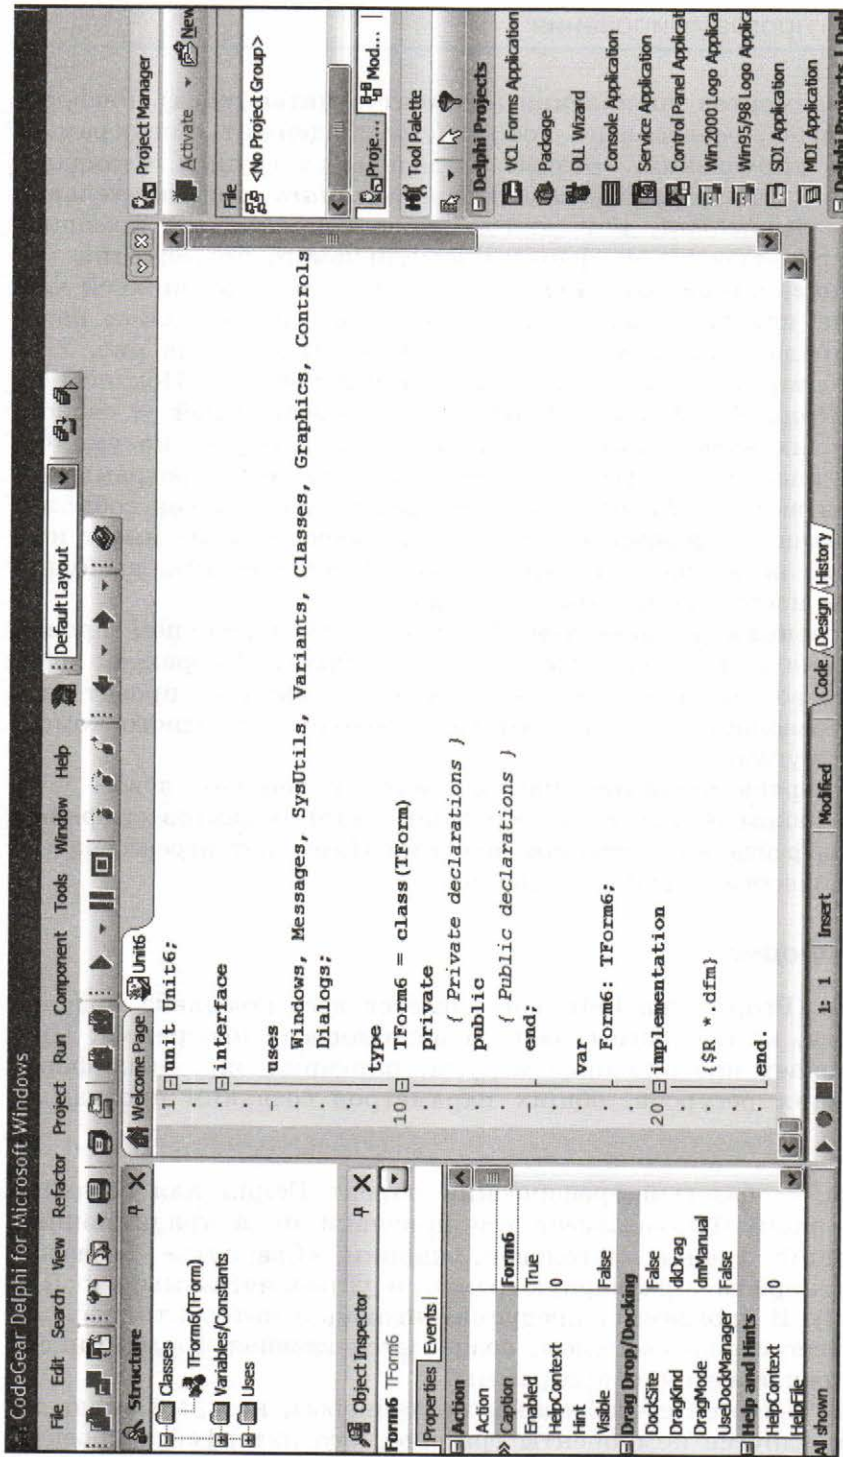 CodeGear Delphi for Microsoft Windows
File Edit Search View Refactor Project Run Component Tools Window Help
Default Layout
Structure
Classes
TForm6(TForm)
Variables/Constants
Uses
Object Inspector
Form6 TForm6
Properties Events
Action
Action
Caption Form6
Enabled True
HelpContext 0
Hint
Visible False
Drag Drop/Docking
DockSite False
DragKind dkDrag
DragMode dmManual
UseDockManager False
Help and Hints
HelpContext 0
HelpFile
All shown
Welcome Page Unit6
1 unit Unit6;
interface
uses
Windows, Messages, SysUtils, Variants, Classes, Graphics, Controls
Dialogs;
type
10 TForm6 = class(TForm)
private
{ Private declarations }
public
{ Public declarations }
end;
var
Form6: TForm6;
20 implementation
{$R *.dfm}
end.
1: 1 Insert Modified Code Design History
Project Manager
Activate New
File
<No Project Group>
Proje... Mod...
Tool Palette
Delphi Projects
VCL Forms Application
Package
DLL Wizard
Console Application
Service Application
Control Panel Applicat
Win2000 Logo Applica
Win95/98 Logo Applica
SDI Application
MDI Application
Delphi Projects | Del